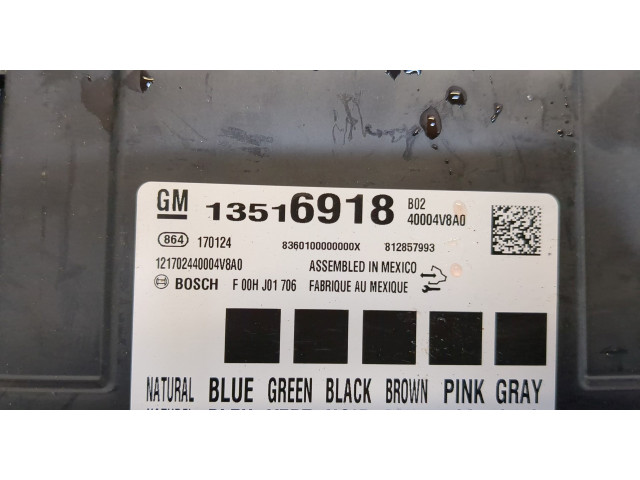 GM 13516918 B02
40004V8A0
864 170124 8360100000000X 812857993
121702440004V8A0 ASSEMBLED IN MEXICO
BOSCH F 00H J01 706 FABRIQUE AU MEXIQUE
NATURAL BLUE GREEN BLACK BROWN PINK GRAY